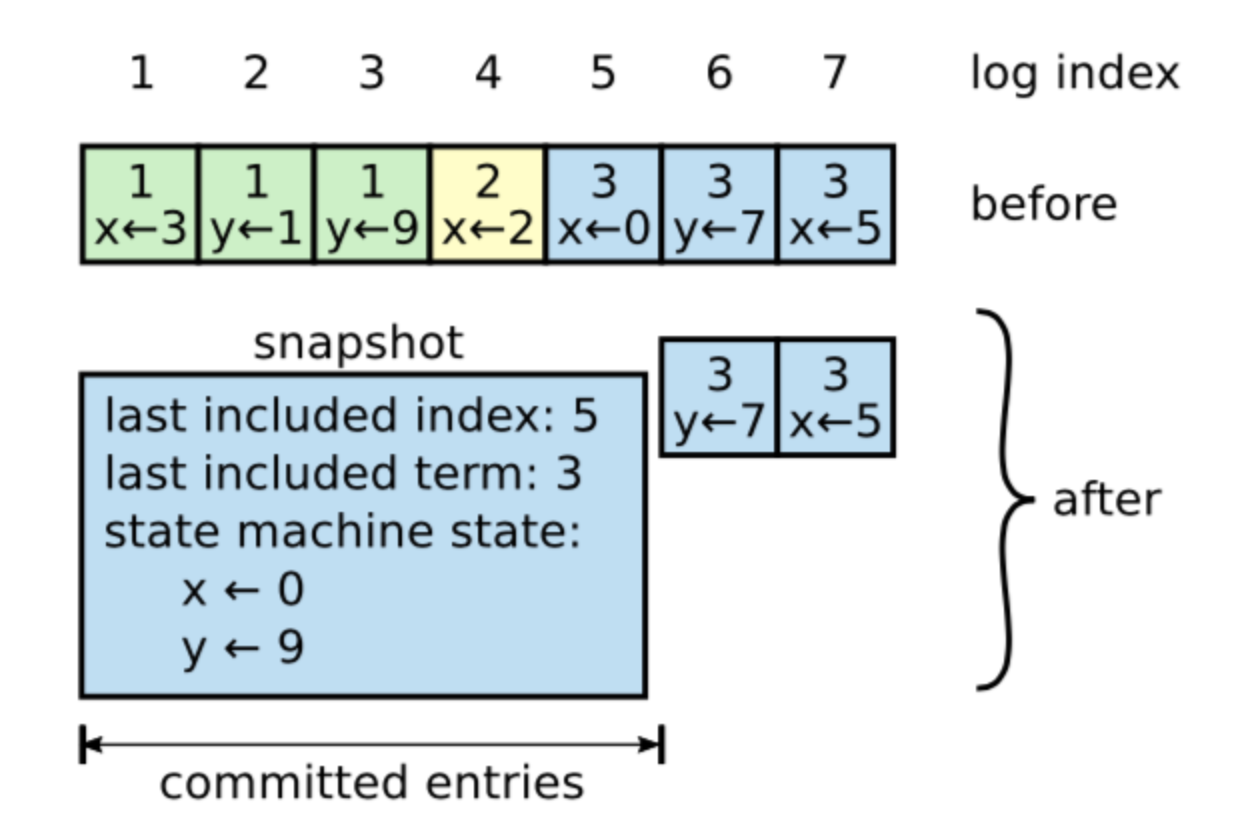 1 2 3 4 5 6 7 log index
1 1 1 2 3 3 3
x←3 y←1 y←9 x←2 x←0 y←7 x←5
before
snapshot
last included index: 5
last included term: 3
state machine state:
x ← 0
y ← 9
3 3
y←7 x←5
after
committed entries